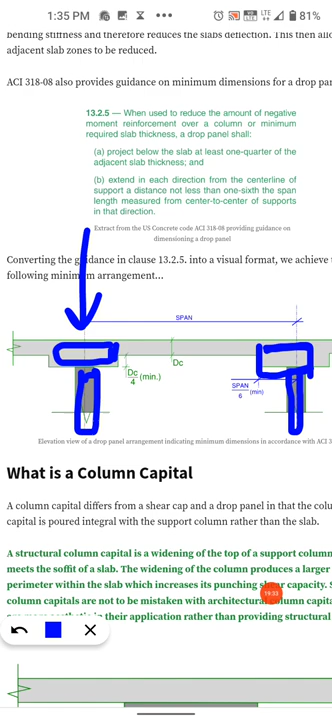 1:35 PM
81%
bending stiffness and therefore reduces the slabs deflection. This then allo
adjacent slab zones to be reduced.
ACI 318-08 also provides guidance on minimum dimensions for a drop pan
13.2.5 — When used to reduce the amount of negative
moment reinforcement over a column or minimum
required slab thickness, a drop panel shall:
(a) project below the slab at least one-quarter of the
adjacent slab thickness; and
(b) extend in each direction from the centerline of
support a distance not less than one-sixth the span
length measured from center-to-center of supports
in that direction.
Extract from the US Concrete code ACI 318-08 providing guidance on
dimensioning a drop panel
Converting the guidance in clause 13.2.5. into a visual format, we achieve t
following minimum arrangement...
SPAN
Dc
Dc
4 (min.)
SPAN
6 (min)
Elevation view of a drop panel arrangement indicating minimum dimensions in accordance with ACI 3
What is a Column Capital
A column capital differs from a shear cap and a drop panel in that the colu
capital is poured integral with the support column rather than the slab.
A structural column capital is a widening of the top of a support column
meets the soffit of a slab. The widening of the column produces a larger
perimeter within the slab which increases its punching shear capacity. S
column capitals are not to be mistaken with architectural column capita
their application rather than providing structural
19:33